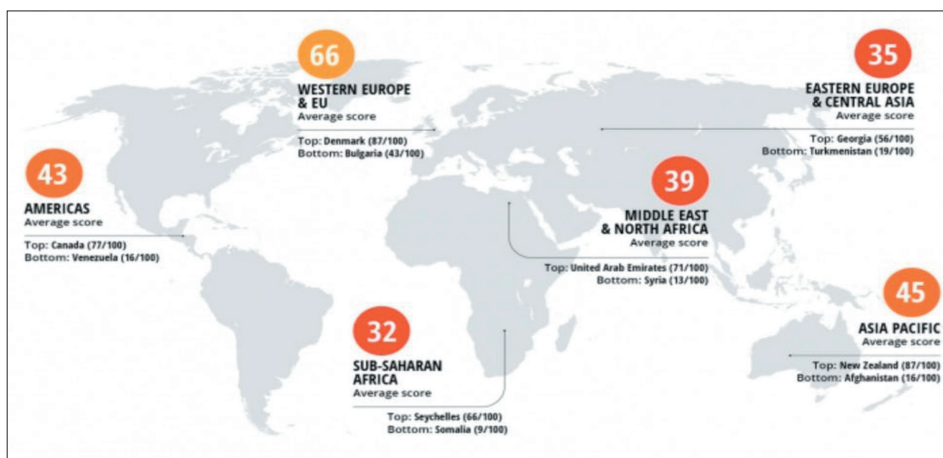 66
WESTERN EUROPE
& EU
Average score
Top: Denmark (87/100)
Bottom: Bulgaria (43/100)
35
EASTERN EUROPE
& CENTRAL ASIA
Average score
Top: Georgia (56/100)
Bottom: Turkmenistan (19/100)
43
AMERICAS
Average score
Top: Canada (77/100)
Bottom: Venezuela (16/100)
39
MIDDLE EAST
& NORTH AFRICA
Average score
Top: United Arab Emirates (71/100)
Bottom: Syria (13/100)
32
SUB-SAHARAN
AFRICA
Average score
Top: Seychelles (66/100)
Bottom: Somalia (9/100)
45
ASIA PACIFIC
Average score
Top: New Zealand (87/100)
Bottom: Afghanistan (16/100)